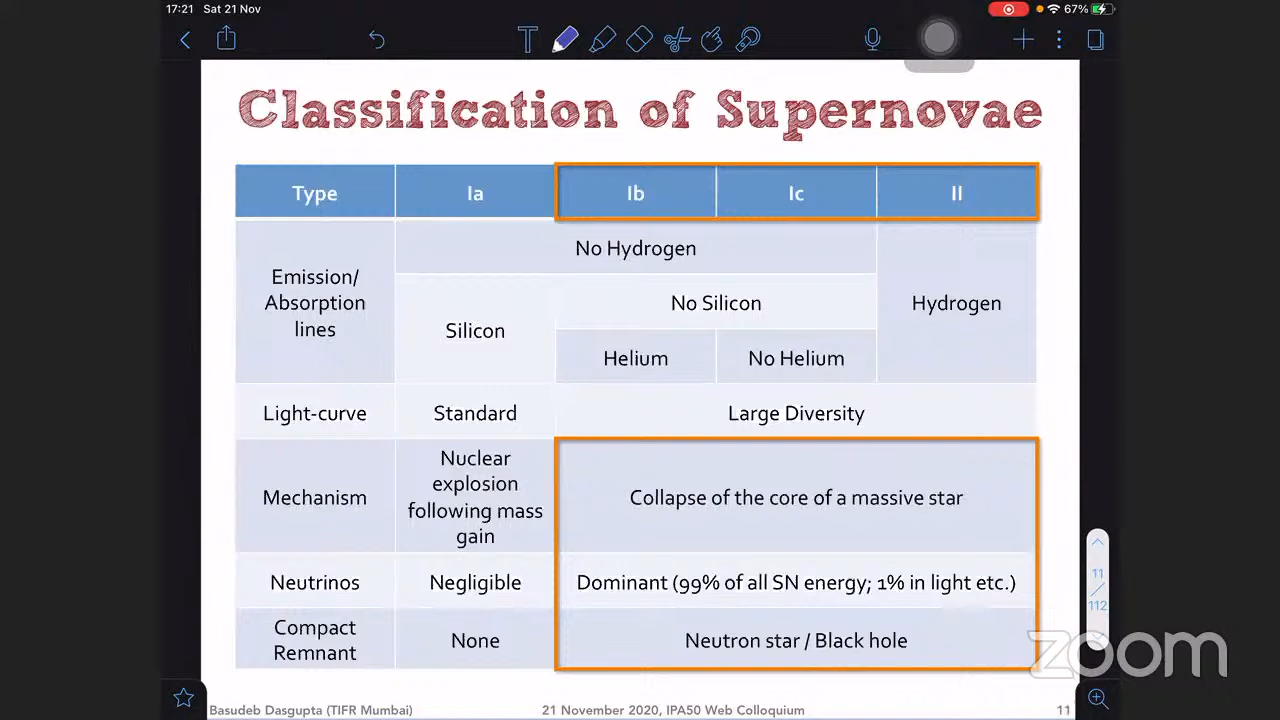 17:21 Sat 21 Nov
67%
Classification of Supernovae
Type Ia Ib Ic II
No Hydrogen
Emission/
Absorption
lines
Silicon
No Silicon
Helium
No Helium
Hydrogen
Light-curve Standard Large Diversity
Mechanism
Nuclear
explosion
following mass
gain
Collapse of the core of a massive star
Neutrinos Negligible Dominant (99% of all SN energy; 1% in light etc.)
Compact
Remnant
None
Neutron star / Black hole
11
/
112
zoom
Basudeb Dasgupta (TIFR Mumbai) 21 November 2020, IPA50 Web Colloquium 11